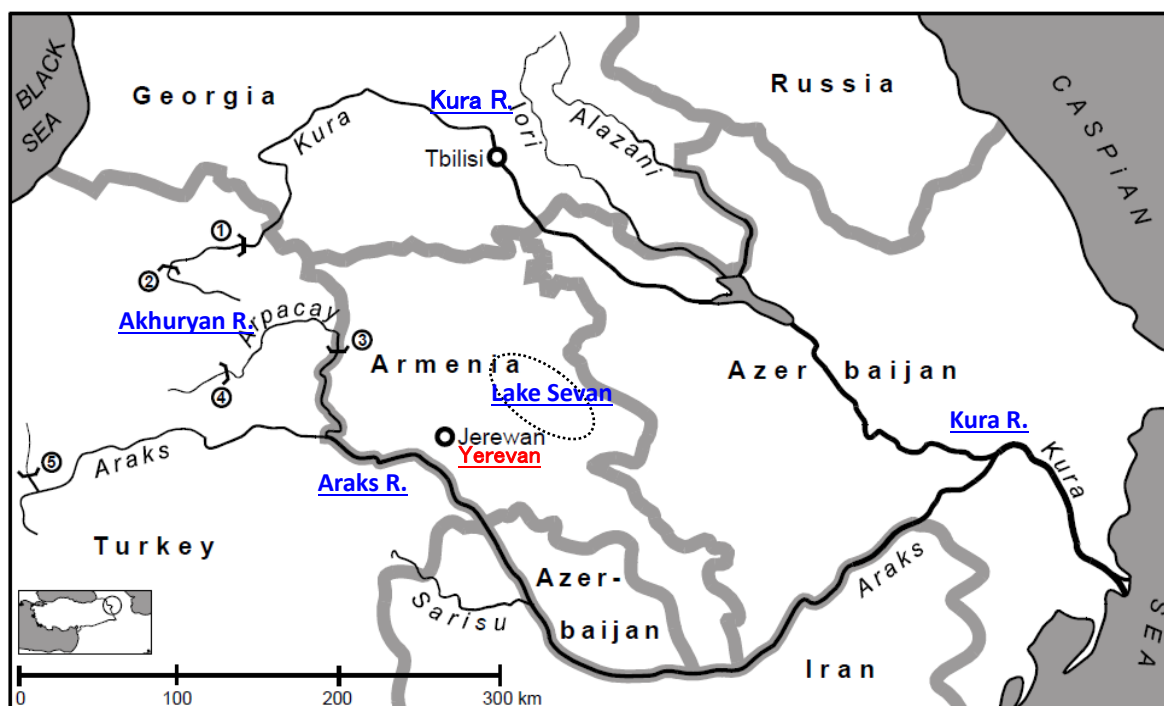 BLACK
SEA
Georgia
Kura
Kura R.
Iori
Alazani
Russia
CASPiAN
Tbilisi
1
2
Akhuryan R.
Arpacay
3
4
Armenia
Lake Sevan
Azer baijan
Jerewan
Yerevan
Kura R.
Kura
5
Araks
Araks R.
Turkey
Azer-
baijan
Sarisu
Araks
Iran
SEA
0 100 200 300 km